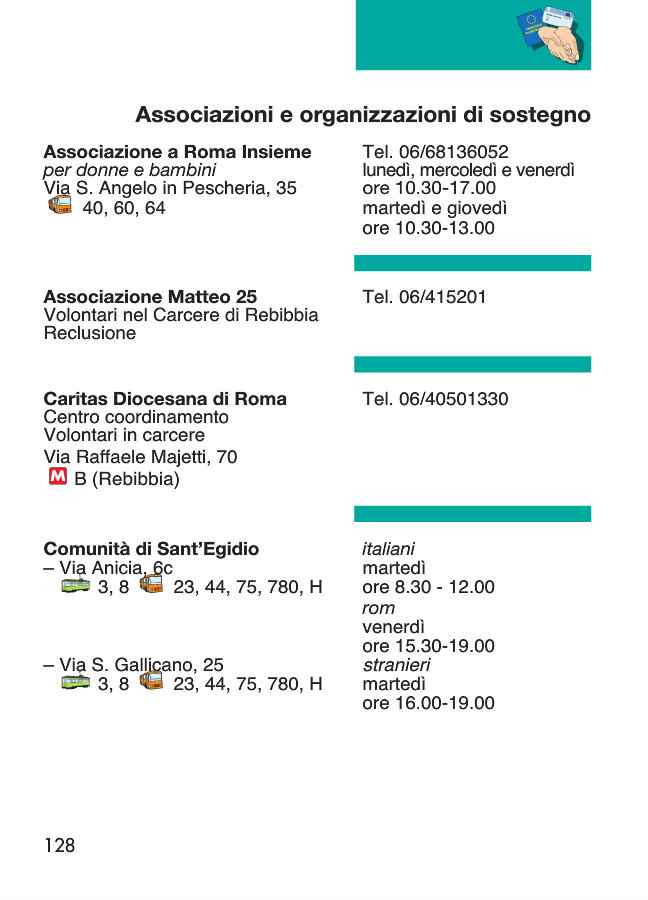 Associazioni e organizzazioni di sostegno
Associazione a Roma Insieme
per donne e bambini
Via S. Angelo in Pescheria, 35
40, 60, 64
Tel. 06/68136052
lunedì, mercoledì e venerdì
ore 10.30-17.00
martedì e giovedì
ore 10.30-13.00
Associazione Matteo 25
Volontari nel Carcere di Rebibbia
Reclusione
Tel. 06/415201
Caritas Diocesana di Roma
Centro coordinamento
Volontari in carcere
Via Raffaele Majetti, 70
M B (Rebibbia)
Tel. 06/40501330
Comunità di Sant’Egidio
– Via Anicia, 6c
3, 8 23, 44, 75, 780, H
italiani
martedì
ore 8.30 - 12.00
rom
venerdì
ore 15.30-19.00
– Via S. Gallicano, 25
3, 8 23, 44, 75, 780, H
stranieri
martedì
ore 16.00-19.00
128